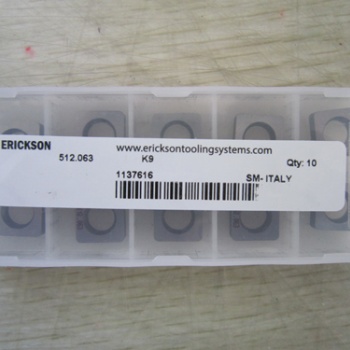 ERICKSON www.ericksontoolingsystems.com
512.063 K9 Qty: 10
1137616 SM- ITALY